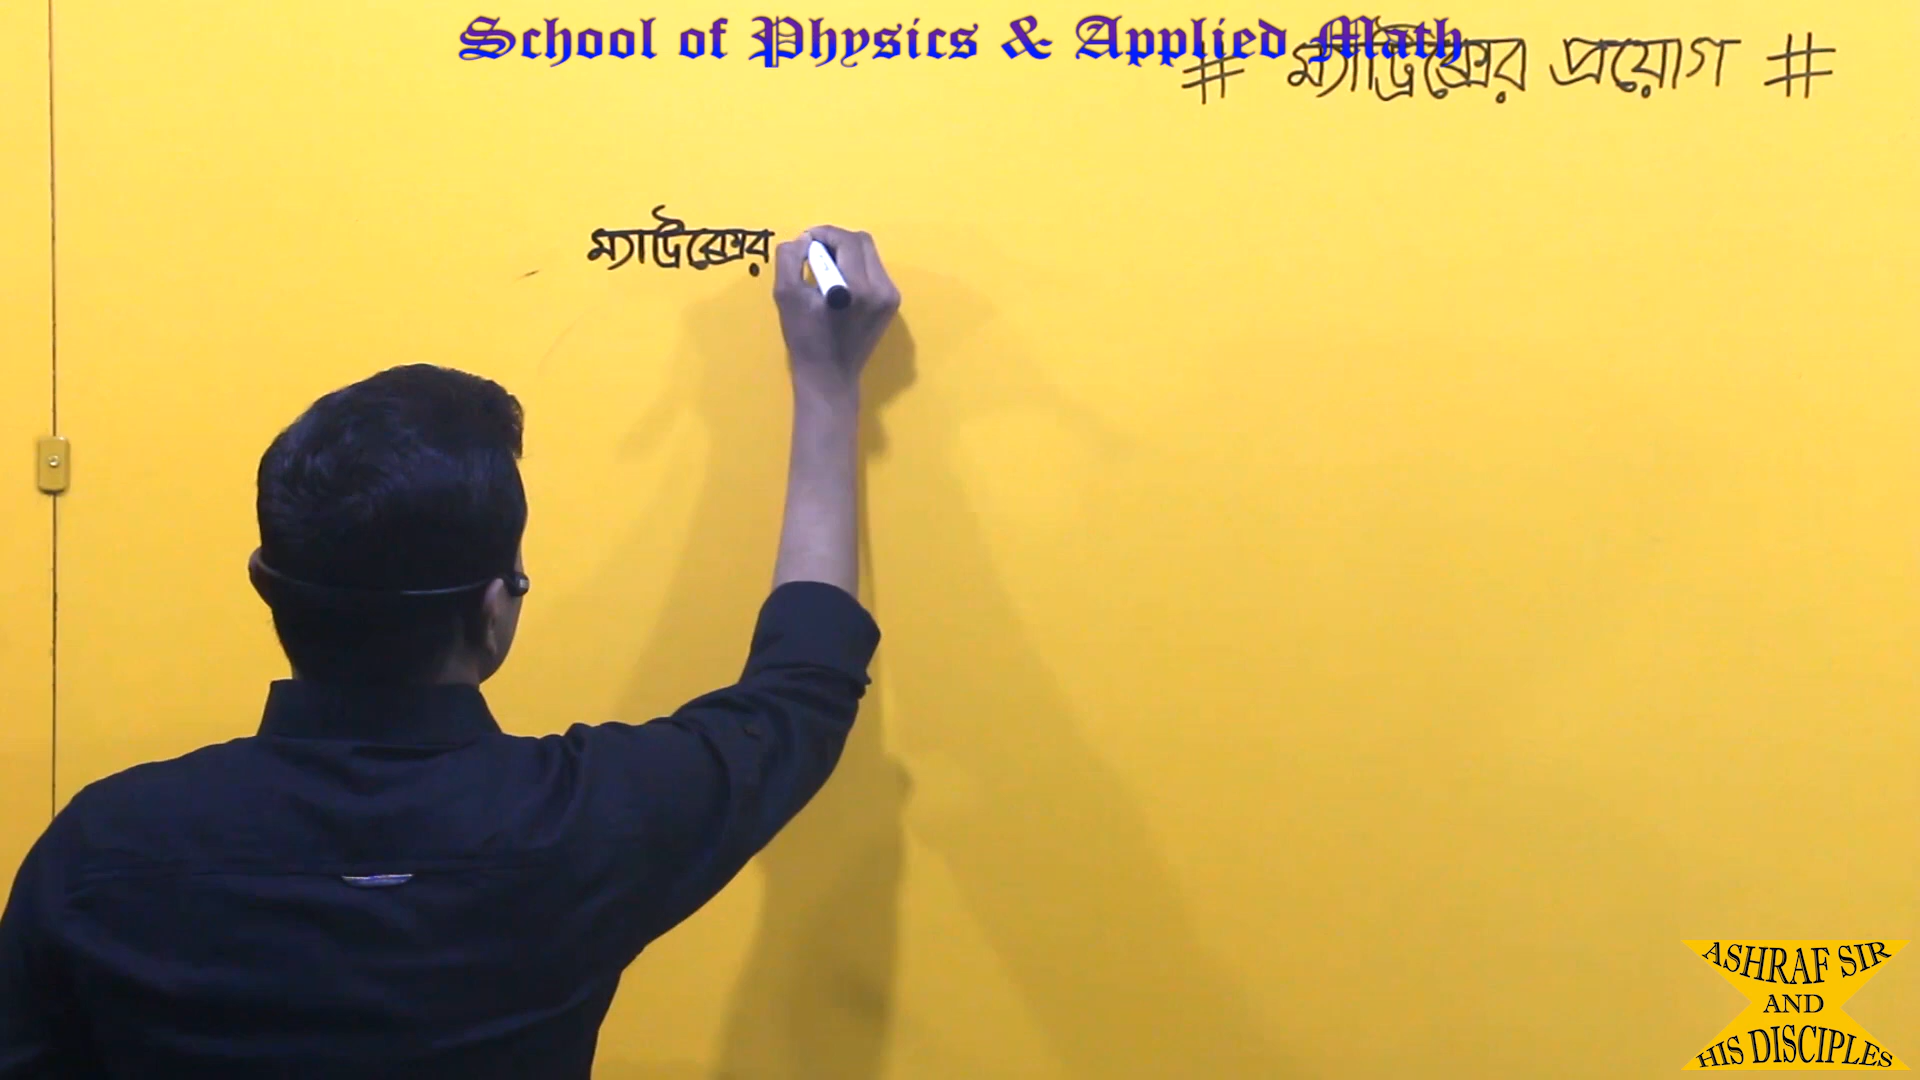 School of Physics & Applied Math
# ম্যাট্রিক্সের প্রয়োগ #
ম্যাট্রিক্সের
ASHRAF SIR
AND
HIS DISCIPLES